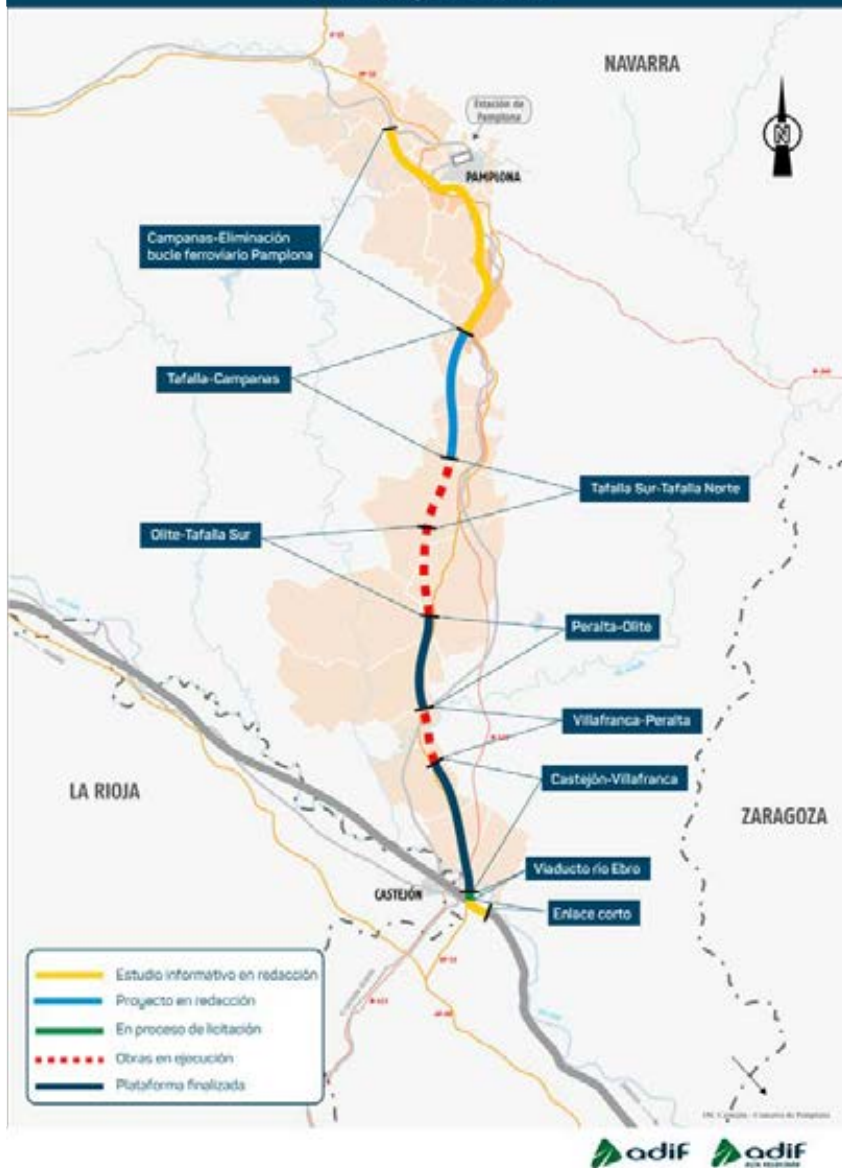 NAVARRA
Estación de
Pamplona
N
PAMPLONA
Campanas-Eliminación
bucle ferroviario Pamplona
Tafalla-Campanas
Tafalla Sur-Tafalla Norte
Olite-Tafalla Sur
Peralta-Olite
Villafranca-Peralta
Castejón-Villafranca
LA RIOJA
ZARAGOZA
Viaducto río Ebro
CASTEJÓN
Enlace corto
Estudio informativo en redacción
Proyecto en redacción
En proceso de licitación
Obras en ejecución
Plataforma finalizada
adif
adif
ALTA VELOCIDAD